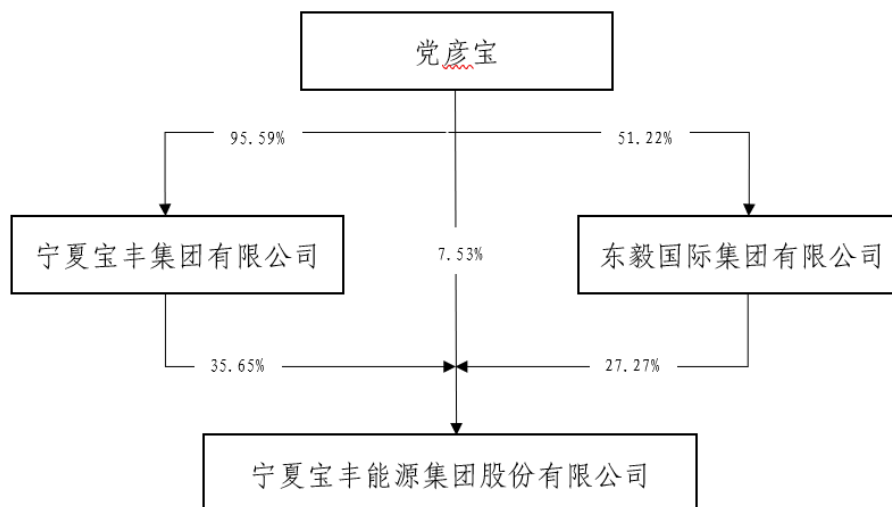 党彦宝
95.59%
51.22%
宁夏宝丰集团有限公司
7.53%
东毅国际集团有限公司
35.65%
27.27%
宁夏宝丰能源集团股份有限公司